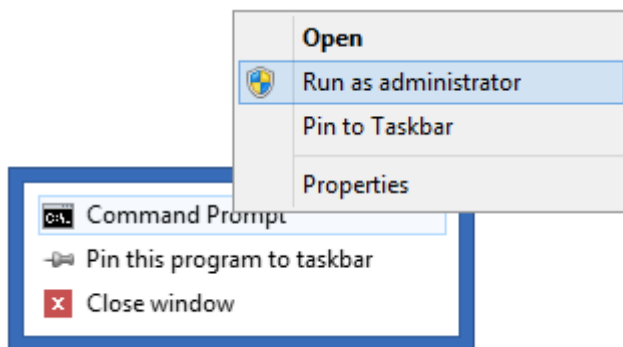 Open
Run as administrator
Pin to Taskbar
Properties
C:\.
Command Prompt
Pin this program to taskbar
x Close window